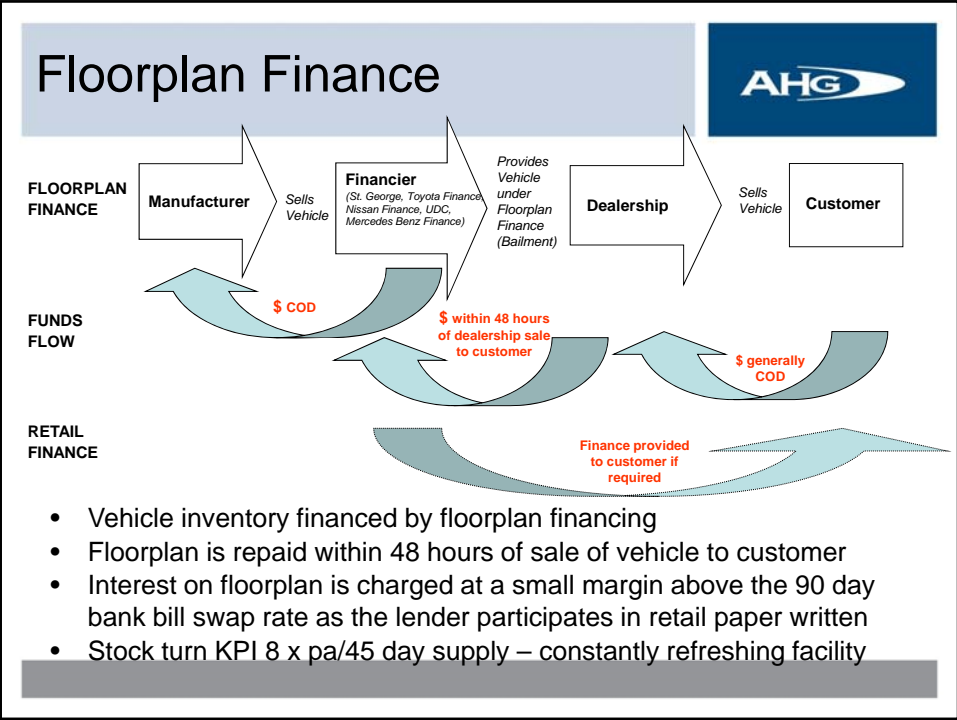 Floorplan Finance
AHG
FLOORPLAN
FINANCE
Manufacturer
Sells
Vehicle
Financier
(St. George, Toyota Finance,
Nissan Finance, UDC,
Mercedes Benz Finance)
Provides
Vehicle
under
Floorplan
Finance
(Bailment)
Dealership
Sells
Vehicle
Customer
FUNDS
FLOW
$ COD
$ within 48 hours
of dealership sale
to customer
$ generally
COD
RETAIL
FINANCE
Finance provided
to customer if
required
• Vehicle inventory financed by floorplan financing
• Floorplan is repaid within 48 hours of sale of vehicle to customer
• Interest on floorplan is charged at a small margin above the 90 day
bank bill swap rate as the lender participates in retail paper written
• Stock turn KPI 8 x pa/45 day supply – constantly refreshing facility